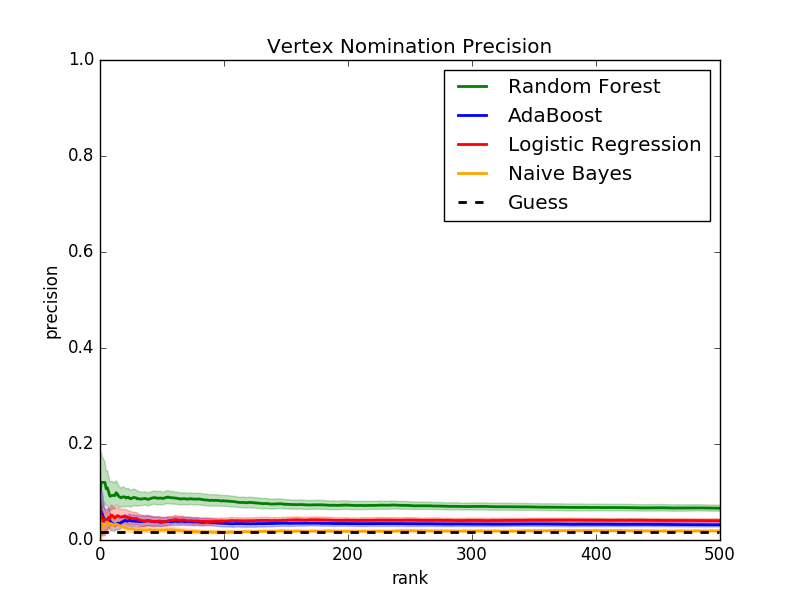 Vertex Nomination Precision
1.0
0.8
0.6
0.4
0.2
0.0
precision
Random Forest
AdaBoost
Logistic Regression
Naive Bayes
Guess
0 100 200 300 400 500
rank